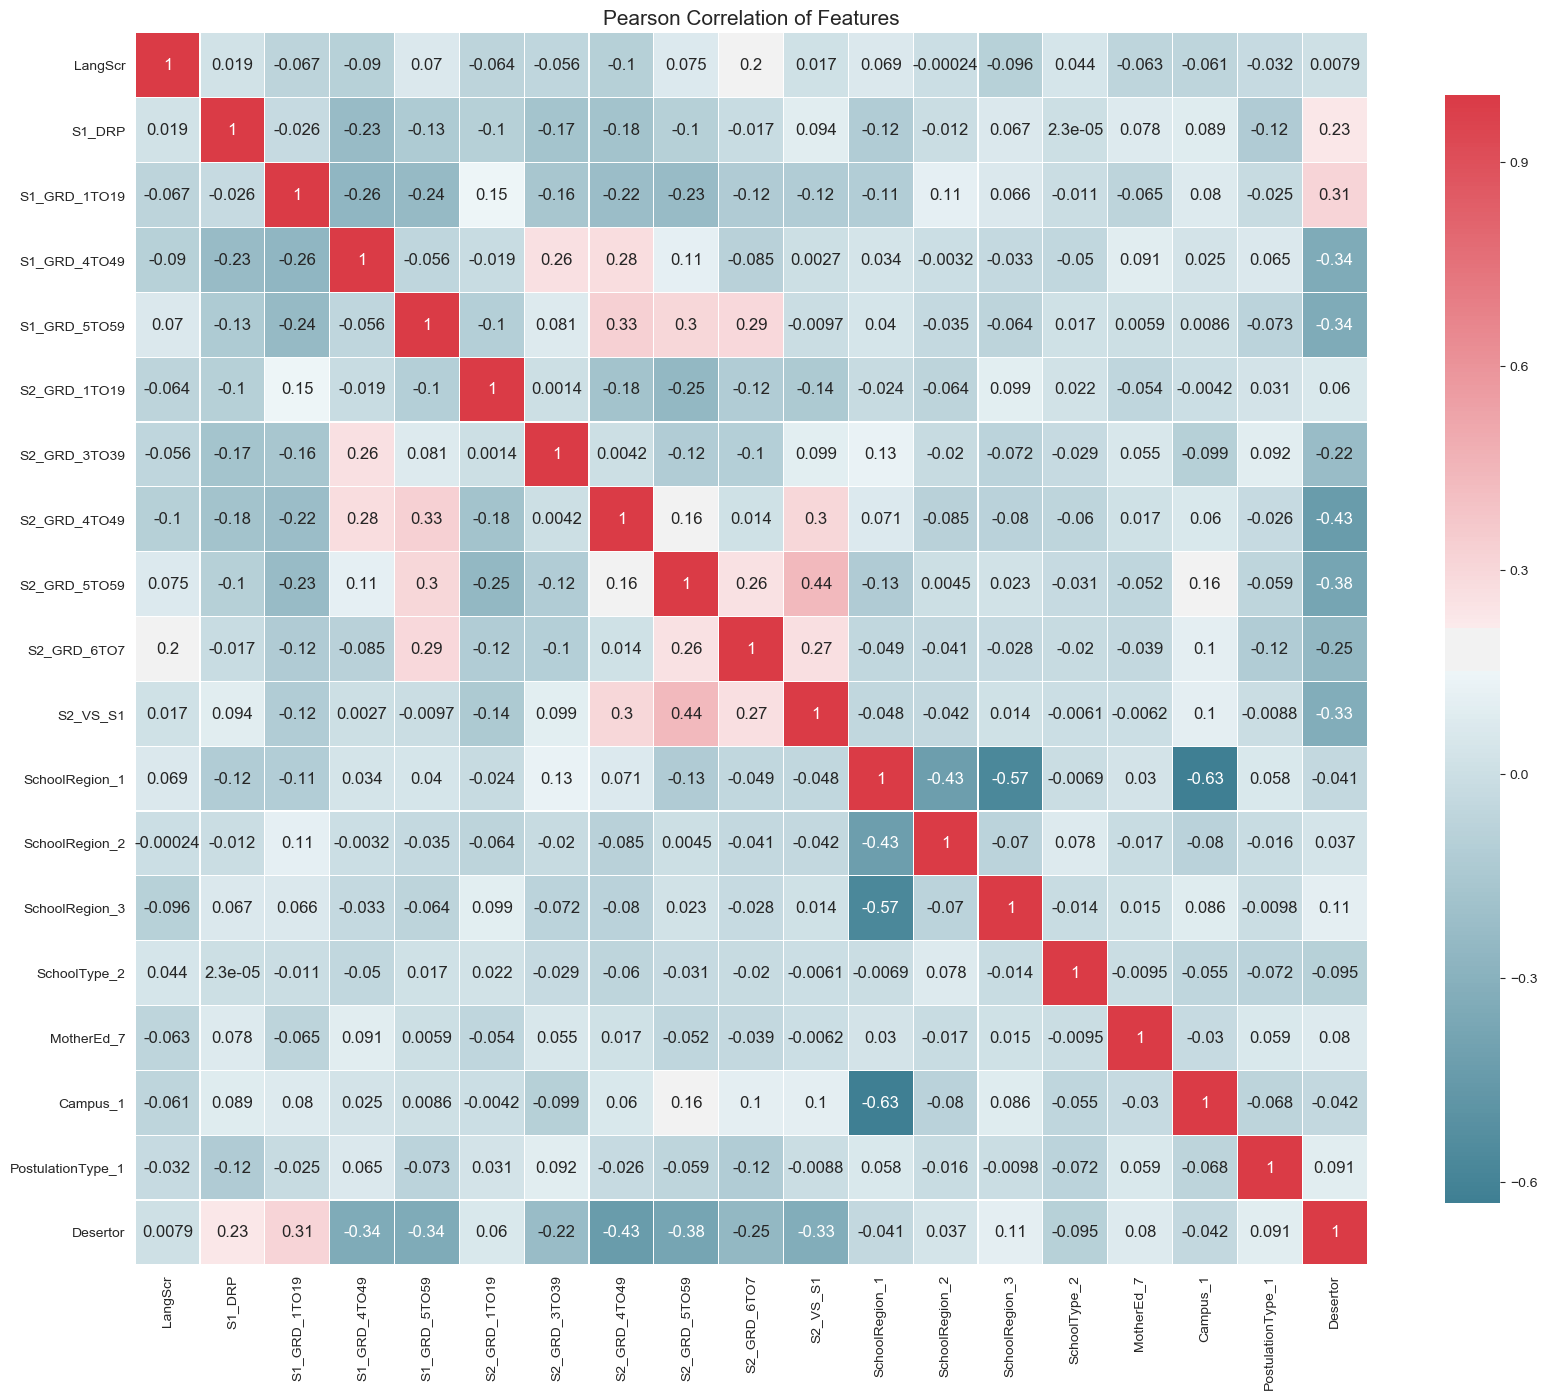 Pearson Correlation of Features
LangScr 1 0.019 -0.067 -0.09 0.07 -0.064 -0.056 -0.1 0.075 0.2 0.017 0.069 -0.00024 -0.096 0.044 -0.063 -0.061 -0.032 0.0079
S1_DRP 0.019 1 -0.026 -0.23 -0.13 -0.1 -0.17 -0.18 -0.1 -0.017 0.094 -0.12 -0.012 0.067 2.3e-05 0.078 0.089 -0.12 0.23
S1_GRD_1TO19 -0.067 -0.026 1 -0.26 -0.24 0.15 -0.16 -0.22 -0.23 -0.12 -0.12 -0.11 0.11 0.066 -0.011 -0.065 0.08 -0.025 0.31
S1_GRD_4TO49 -0.09 -0.23 -0.26 1 -0.056 -0.019 0.26 0.28 0.11 -0.085 0.0027 0.034 -0.0032 -0.033 -0.05 0.091 0.025 0.065 -0.34
S1_GRD_5TO59 0.07 -0.13 -0.24 -0.056 1 -0.1 0.081 0.33 0.3 0.29 -0.0097 0.04 -0.035 -0.064 0.017 0.0059 0.0086 -0.073 -0.34
S2_GRD_1TO19 -0.064 -0.1 0.15 -0.019 -0.1 1 0.0014 -0.18 -0.25 -0.12 -0.14 -0.024 -0.064 0.099 0.022 -0.054 -0.0042 0.031 0.06
S2_GRD_3TO39 -0.056 -0.17 -0.16 0.26 0.081 0.0014 1 0.0042 -0.12 -0.1 0.099 0.13 -0.02 -0.072 -0.029 0.055 -0.099 0.092 -0.22
S2_GRD_4TO49 -0.1 -0.18 -0.22 0.28 0.33 -0.18 0.0042 1 0.16 0.014 0.3 0.071 -0.085 -0.08 -0.06 0.017 0.06 -0.026 -0.43
S2_GRD_5TO59 0.075 -0.1 -0.23 0.11 0.3 -0.25 -0.12 0.16 1 0.26 0.44 -0.13 0.0045 0.023 -0.031 -0.052 0.16 -0.059 -0.38
S2_GRD_6TO7 0.2 -0.017 -0.12 -0.085 0.29 -0.12 -0.1 0.014 0.26 1 0.27 -0.049 -0.041 -0.028 -0.02 -0.039 0.1 -0.12 -0.25
S2_VS_S1 0.017 0.094 -0.12 0.0027 -0.0097 -0.14 0.099 0.3 0.44 0.27 1 -0.048 -0.042 0.014 -0.0061 -0.0062 0.1 -0.0088 -0.33
SchoolRegion_1 0.069 -0.12 -0.11 0.034 0.04 -0.024 0.13 0.071 -0.13 -0.049 -0.048 1 -0.43 -0.57 -0.0069 0.03 -0.63 0.058 -0.041
SchoolRegion_2 -0.00024 -0.012 0.11 -0.0032 -0.035 -0.064 -0.02 -0.085 0.0045 -0.041 -0.042 -0.43 1 -0.07 0.078 -0.017 -0.08 -0.016 0.037
SchoolRegion_3 -0.096 0.067 0.066 -0.033 -0.064 0.099 -0.072 -0.08 0.023 -0.028 0.014 -0.57 -0.07 1 -0.014 0.015 0.086 -0.0098 0.11
SchoolType_2 0.044 2.3e-05 -0.011 -0.05 0.017 0.022 -0.029 -0.06 -0.031 -0.02 -0.0061 -0.0069 0.078 -0.014 1 -0.0095 -0.055 -0.072 -0.095
MotherEd_7 -0.063 0.078 -0.065 0.091 0.0059 -0.054 0.055 0.017 -0.052 -0.039 -0.0062 0.03 -0.017 0.015 -0.0095 1 -0.03 0.059 0.08
Campus_1 -0.061 0.089 0.08 0.025 0.0086 -0.0042 -0.099 0.06 0.16 0.1 0.1 -0.63 -0.08 0.086 -0.055 -0.03 1 -0.068 -0.042
PostulationType_1 -0.032 -0.12 -0.025 0.065 -0.073 0.031 0.092 -0.026 -0.059 -0.12 -0.0088 0.058 -0.016 -0.0098 -0.072 0.059 -0.068 1 0.091
Desertor 0.0079 0.23 0.31 -0.34 -0.34 0.06 -0.22 -0.43 -0.38 -0.25 -0.33 -0.041 0.037 0.11 -0.095 0.08 -0.042 0.091 1
LangScr
S1_DRP
S1_GRD_1TO19
S1_GRD_4TO49
S1_GRD_5TO59
S2_GRD_1TO19
S2_GRD_3TO39
S2_GRD_4TO49
S2_GRD_5TO59
S2_GRD_6TO7
S2_VS_S1
SchoolRegion_1
SchoolRegion_2
SchoolRegion_3
SchoolType_2
MotherEd_7
Campus_1
PostulationType_1
Desertor
0.9
0.6
0.3
0.0
−0.3
−0.6